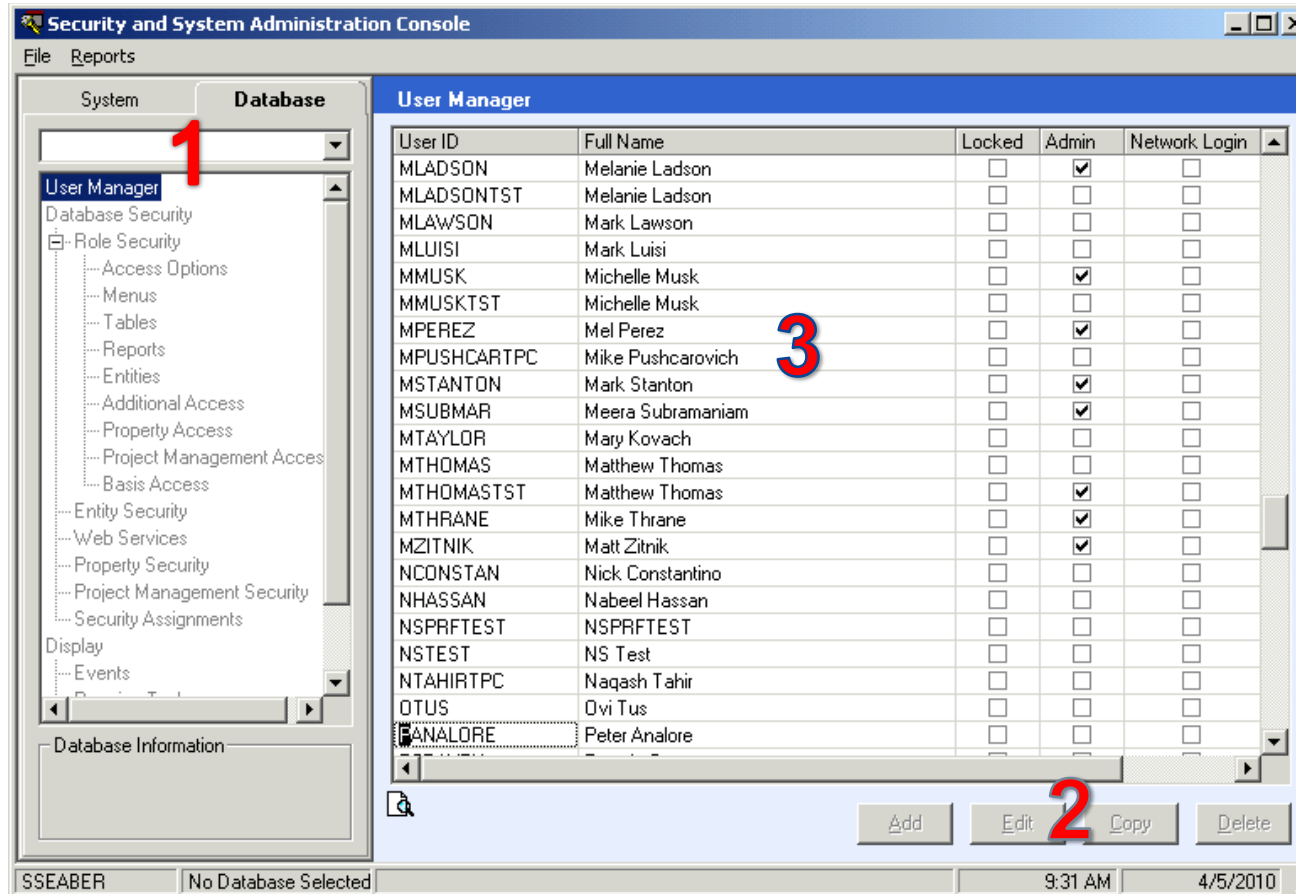 Security and System Administration Console
File Reports
System Database
1
User Manager
Database Security
Role Security
Access Options
Menus
Tables
Reports
Entities
Additional Access
Property Access
Project Management Acces
Basis Access
Entity Security
Web Services
Property Security
Project Management Security
Security Assignments
Display
Events
Database Information
User Manager
User ID Full Name Locked Admin Network Login
MLADSON Melanie Ladson
MLADSONTST Melanie Ladson
MLAWSON Mark Lawson
MLUISI Mark Luisi
MMUSK Michelle Musk
MMUSKTST Michelle Musk
MPEREZ Mel Perez
3
MPUSHCARTPC Mike Pushcarovich
MSTANTON Mark Stanton
MSUBMAR Meera Subramaniam
MTAYLOR Mary Kovach
MTHOMAS Matthew Thomas
MTHOMASTST Matthew Thomas
MTHRANE Mike Thrane
MZITNIK Matt Zitnik
NCONSTAN Nick Constantino
NHASSAN Nabeel Hassan
NSPRFTEST NSPRFTEST
NSTEST NS Test
NTAHIRTPC Naqash Tahir
OTUS Ovi Tus
PANALORE Peter Analore
Add Edit 2 Copy Delete
SSEABER No Database Selected 9:31 AM 4/5/2010